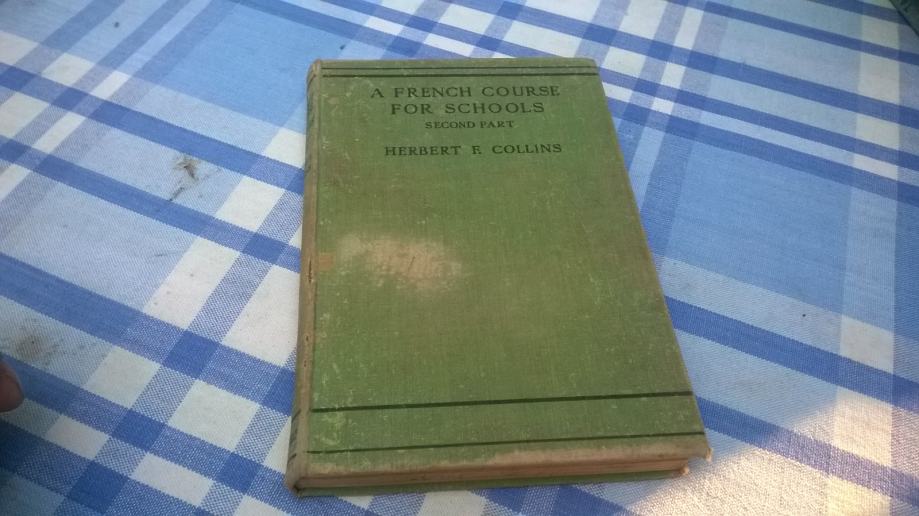 A FRENCH COURSE
FOR SCHOOLS
SECOND PART
HERBERT F. COLLINS